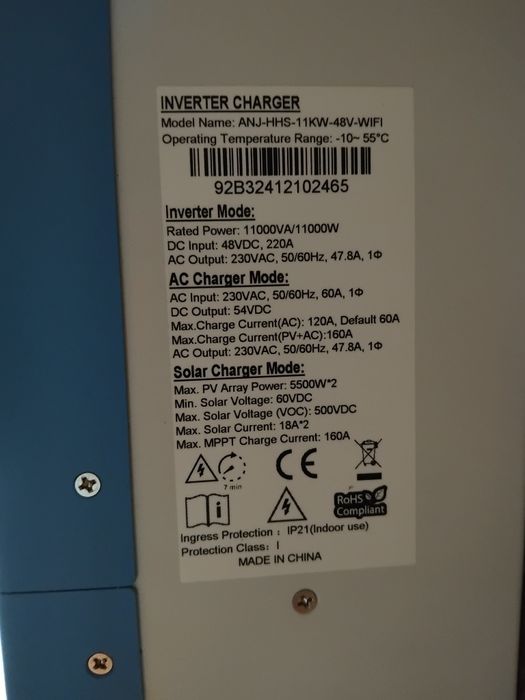 INVERTER CHARGER
Model Name: ANJ-HHS-11KW-48V-WIFI
Operating Temperature Range: -10~ 55°C
92B32412102465
Inverter Mode:
Rated Power: 11000VA/11000W
DC Input: 48VDC, 220A
AC Output: 230VAC, 50/60Hz, 47.8A, 1Φ
AC Charger Mode:
AC Input: 230VAC, 50/60Hz, 60A, 1Φ
DC Output: 54VDC
Max.Charge Current(AC): 120A, Default 60A
Max.Charge Current(PV+AC):160A
AC Output: 230VAC, 50/60Hz, 47.8A, 1Φ
Solar Charger Mode:
Max. PV Array Power: 5500W*2
Min. Solar Voltage: 60VDC
Max. Solar Voltage (VOC): 500VDC
Max. Solar Current: 18A*2
Max. MPPT Charge Current: 160A
7 min
CE
i
RoHS
Compliant
Ingress Protection : IP21(Indoor use)
Protection Class: I
MADE IN CHINA